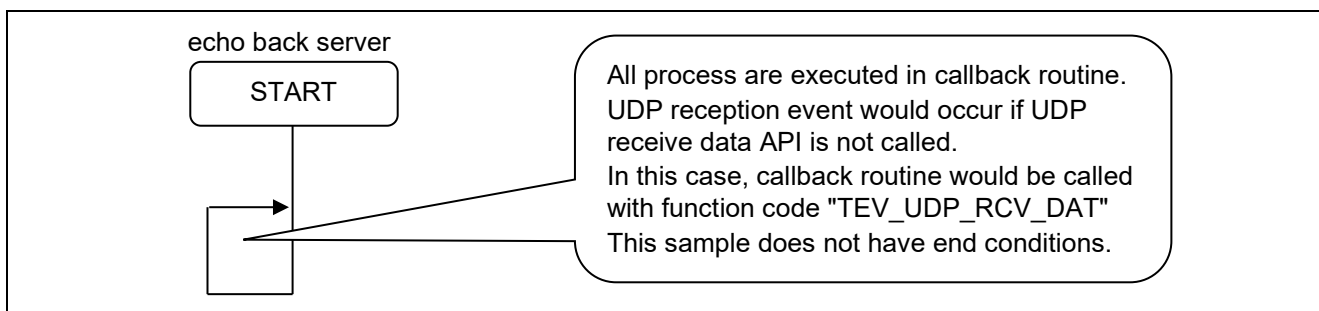 echo back server
START
All process are executed in callback routine.
UDP reception event would occur if UDP
receive data API is not called.
In this case, callback routine would be called
with function code "TEV_UDP_RCV_DAT"
This sample does not have end conditions.